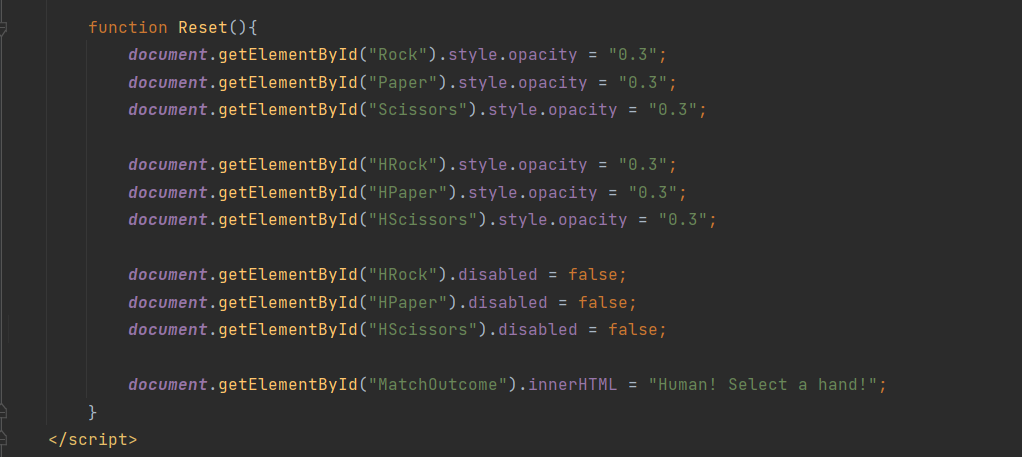 function Reset(){
document.getElementById("Rock").style.opacity = "0.3";
document.getElementById("Paper").style.opacity = "0.3";
document.getElementById("Scissors").style.opacity = "0.3";
document.getElementById("HRock").style.opacity = "0.3";
document.getElementById("HPaper").style.opacity = "0.3";
document.getElementById("HScissors").style.opacity = "0.3";
document.getElementById("HRock").disabled = false;
document.getElementById("HPaper").disabled = false;
document.getElementById("HScissors").disabled = false;
document.getElementById("MatchOutcome").innerHTML = "Human! Select a hand!";
}
</script>